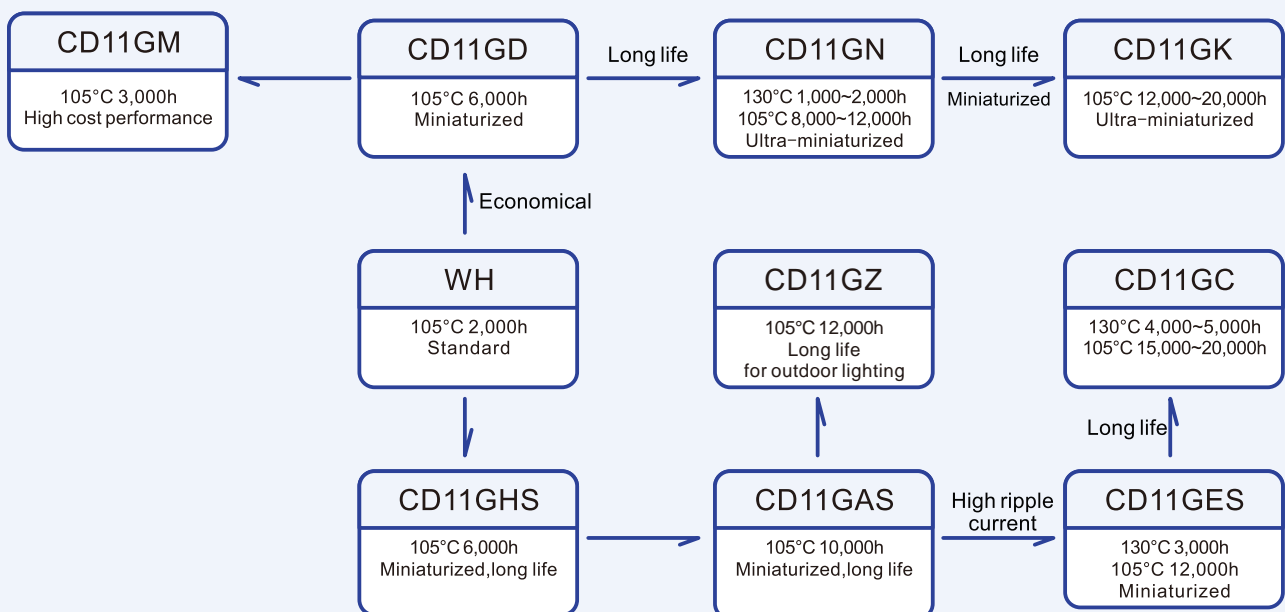 CD11GM
105°C 3,000h
High cost performance
CD11GD
105°C 6,000h
Miniaturized
Long life
CD11GN
130°C 1,000~2,000h
105°C 8,000~12,000h
Ultra-miniaturized
Long life
Miniaturized
CD11GK
105°C 12,000~20,000h
Ultra-miniaturized
Economical
WH
105°C 2,000h
Standard
CD11GZ
105°C 12,000h
Long life
for outdoor lighting
CD11GC
130°C 4,000~5,000h
105°C 15,000~20,000h
Long life
CD11GHS
105°C 6,000h
Miniaturized,long life
CD11GAS
105°C 10,000h
Miniaturized,long life
High ripple
current
CD11GES
130°C 3,000h
105°C 12,000h
Miniaturized